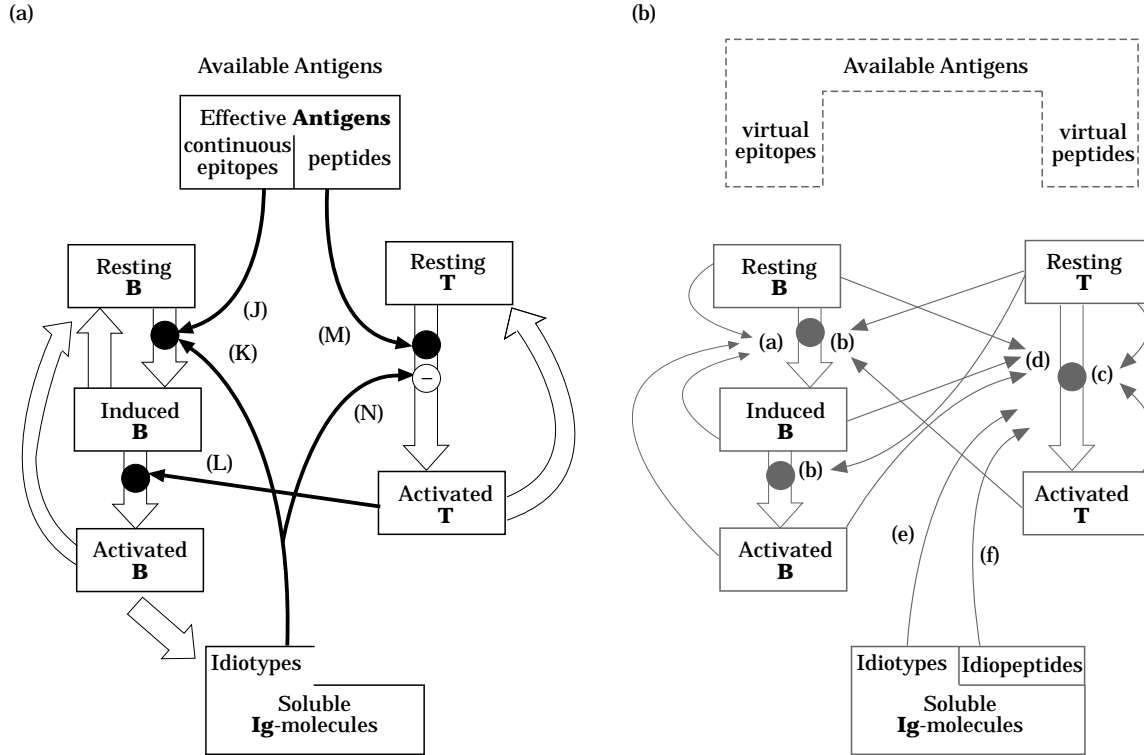 (a)
Available Antigens
Effective Antigens
continuous
epitopes
peptides
Resting
B
Resting
T
(J)
(K)
(M)
−
(N)
Induced
B
(L)
Activated
T
Activated
B
Idiotypes
Soluble
Ig-molecules
(b)
Available Antigens
virtual
epitopes
virtual
peptides
Resting
B
Resting
T
(a)
(b)
(d)
(c)
Induced
B
(b)
Activated
T
Activated
B
(e)
(f)
Idiotypes
Idiopeptides
Soluble
Ig-molecules